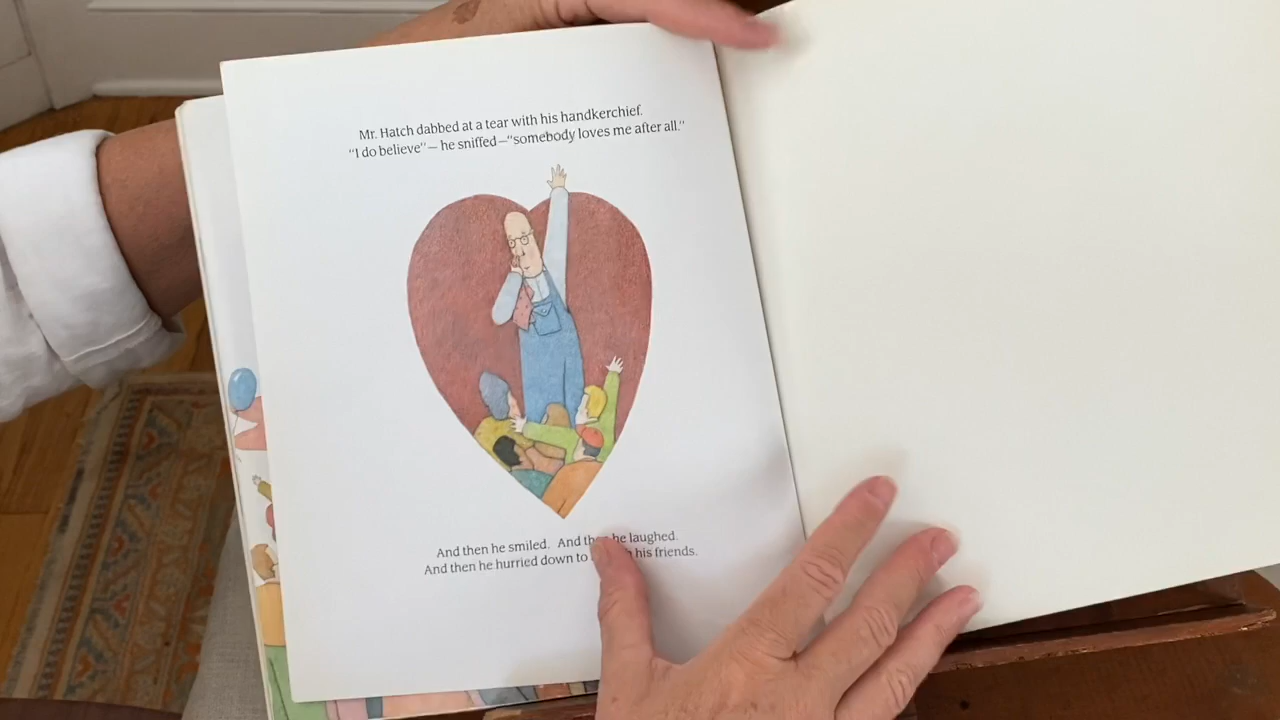 Mr. Hatch dabbed at a tear with his handkerchief.
"I do believe" — he sniffed — "somebody loves me after all."
And then he smiled. And then he laughed.
And then he hurried down to his friends.